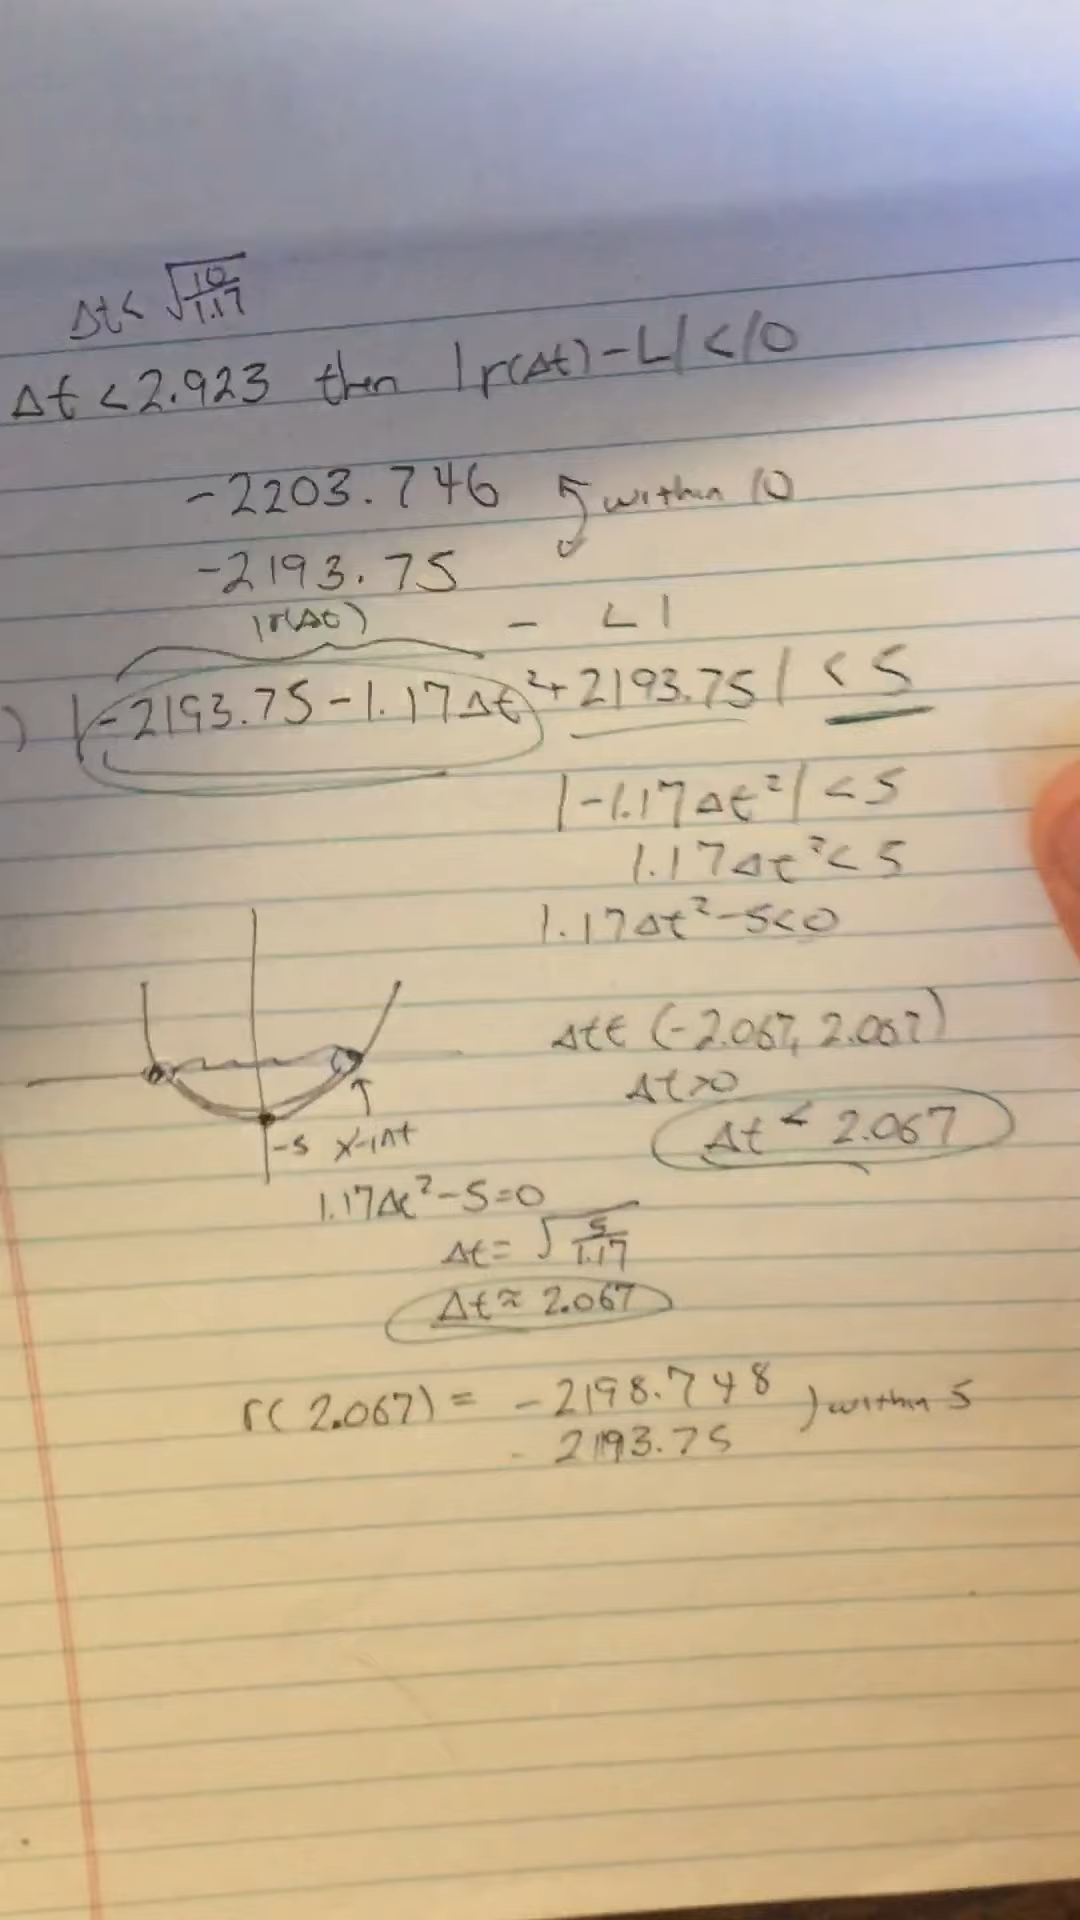 Δt < √(10/1.17)
Δt < 2.923 then |r(Δt) - L| < 10
-2203.746 within 10
-2193.75
|r(Δt) - L|
) |-2193.75 - 1.17Δt² + 2193.75| < 5
|-1.17Δt²| < 5
1.17Δt² < 5
1.17Δt² - 5 < 0
Δt ∈ (-2.067, 2.067)
Δt > 0
Δt < 2.067
-5 x-int
1.17Δt² - 5 = 0
Δt = √(5/1.17)
Δt ≈ 2.067
r(2.067) = -2198.748 ) within 5
- 2193.75